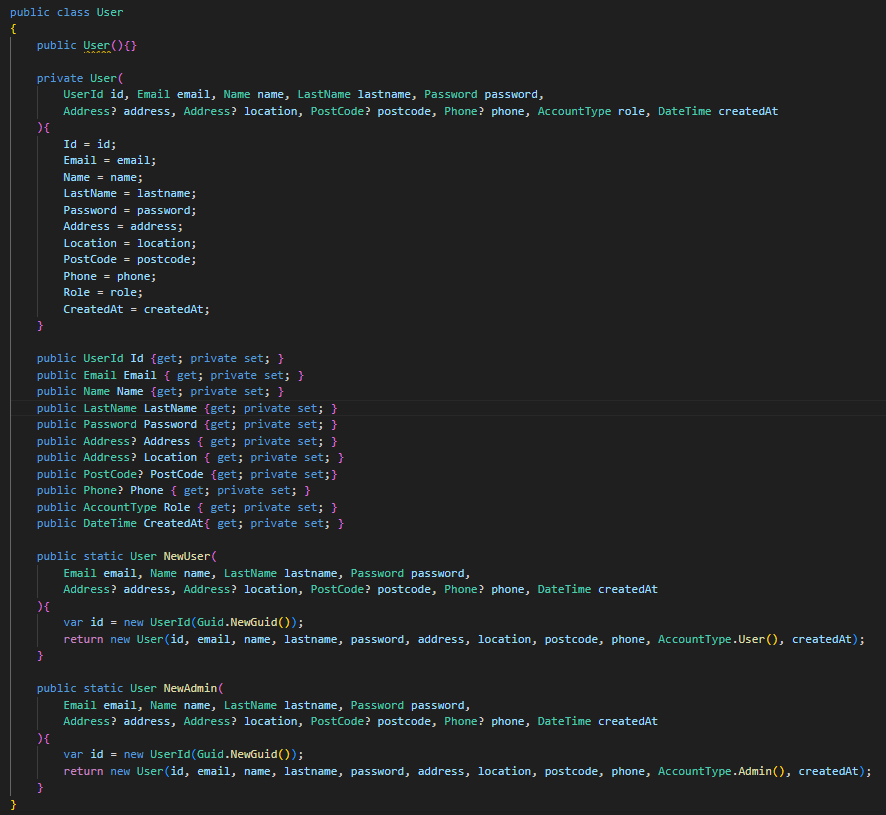 public class User
{
    public User(){}
    private User(
        UserId id, Email email, Name name, LastName lastname, Password password,
        Address? address, Address? location, PostCode? postcode, Phone? phone, AccountType role, DateTime createdAt
    ){
        Id = id;
        Email = email;
        Name = name;
        LastName = lastname;
        Password = password;
        Address = address;
        Location = location;
        PostCode = postcode;
        Phone = phone;
        Role = role;
        CreatedAt = createdAt;
    }
    public UserId Id {get; private set; }
    public Email Email { get; private set; }
    public Name Name {get; private set; }
    public LastName LastName {get; private set; }
    public Password Password {get; private set; }
    public Address? Address { get; private set; }
    public Address? Location { get; private set; }
    public PostCode? PostCode {get; private set;}
    public Phone? Phone { get; private set; }
    public AccountType Role { get; private set; }
    public DateTime CreatedAt{ get; private set; }
    public static User NewUser(
        Email email, Name name, LastName lastname, Password password,
        Address? address, Address? location, PostCode? postcode, Phone? phone, DateTime createdAt
    ){
        var id = new UserId(Guid.NewGuid());
        return new User(id, email, name, lastname, password, address, location, postcode, phone, AccountType.User(), createdAt);
    }
    public static User NewAdmin(
        Email email, Name name, LastName lastname, Password password,
        Address? address, Address? location, PostCode? postcode, Phone? phone, DateTime createdAt
    ){
        var id = new UserId(Guid.NewGuid());
        return new User(id, email, name, lastname, password, address, location, postcode, phone, AccountType.Admin(), createdAt);
    }
}